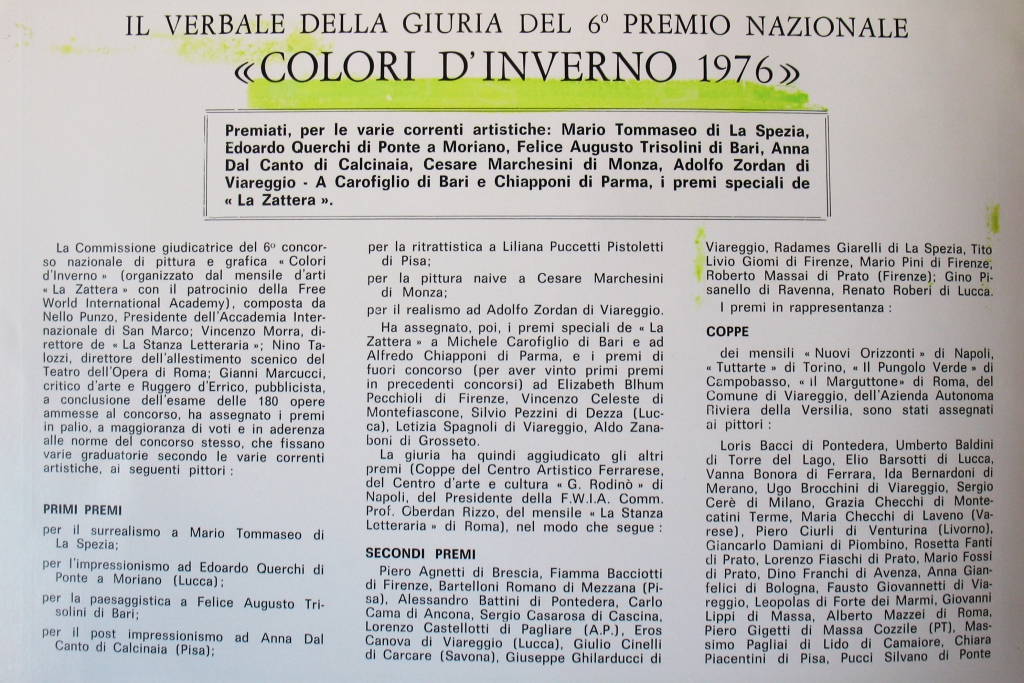 IL VERBALE DELLA GIURIA DEL 6º PREMIO NAZIONALE
«COLORI D'INVERNO 1976»
Premiati, per le varie correnti artistiche: Mario Tommaseo di La Spezia,
Edoardo Querchi di Ponte a Moriano, Felice Augusto Trisolini di Bari, Anna
Dal Canto di Calcinaia, Cesare Marchesini di Monza, Adolfo Zordan di
Viareggio - A Carofiglio di Bari e Chiapponi di Parma, i premi speciali de
« La Zattera ».
La Commissione giudicatrice del 6º concor-
so nazionale di pittura e grafica « Colori
d'Inverno » (organizzato dal mensile d'arti
« La Zattera » con il patrocinio della Free
World International Academy), composta da
Nello Punzo, Presidente dell'Accademia Inter-
nazionale di San Marco; Vincenzo Morra, di-
rettore de « La Stanza Letteraria »; Nino Ta-
lozzi, direttore dell'allestimento scenico del
Teatro dell'Opera di Roma; Gianni Marcucci,
critico d'arte e Ruggero d'Errico, pubblicista,
a conclusione dell'esame delle 180 opere
ammesse al concorso, ha assegnato i premi
in palio, a maggioranza di voti e in aderenza
alle norme del concorso stesso, che fissano
varie graduatorie secondo le varie correnti
artistiche, ai seguenti pittori :
PRIMI PREMI
per il surrealismo a Mario Tommaseo di
La Spezia;
per l'impressionismo ad Edoardo Querchi di
Ponte a Moriano (Lucca) ;
per la paesaggistica a Felice Augusto Tri-
solini di Bari;
per il post impressionismo ad Anna Dal
Canto di Calcinaia (Pisa);
per la ritrattistica a Liliana Puccetti Pistoletti
di Pisa;
per la pittura naive a Cesare Marchesini
di Monza;
per il realismo ad Adolfo Zordan di Viareggio.
Ha assegnato, poi, i premi speciali de « La
Zattera » a Michele Carofiglio di Bari e ad
Alfredo Chiapponi di Parma, e i premi di
fuori concorso (per aver vinto primi premi
in precedenti concorsi) ad Elizabeth Blhum
Pecchioli di Firenze, Vincenzo Celeste di
Montefiascone, Silvio Pezzini di Dezza (Luc-
ca), Letizia Spagnoli di Viareggio, Aldo Zana-
boni di Grosseto.
La giuria ha quindi aggiudicato gli altri
premi (Coppe del Centro Artistico Ferrarese,
del Centro d'arte e cultura « G. Rodinò » di
Napoli, del Presidente della F.W.I.A. Comm.
Prof. Oberdan Rizzo, del mensile « La Stanza
Letteraria » di Roma), nel modo che segue :
SECONDI PREMI
Piero Agnetti di Brescia, Fiamma Baciotti
di Firenze, Bartelloni Romano di Mezzana (Pi-
sa), Alessandro Battini di Pontedera, Carlo
Cama di Ancona, Sergio Casarosa di Cascina,
Lorenzo Castellotti di Pagliare (A.P.), Eros
Canova di Viareggio (Lucca), Giulio Cinelli
di Carcare (Savona), Giuseppe Ghilarducci di
Viareggio, Radames Giarelli di La Spezia, Tito
Livio Giomi di Firenze, Mario Pini di Firenze,
Roberto Massai di Prato (Firenze); Gino Pi-
sanello di Ravenna, Renato Roberi di Lucca.
I premi in rappresentanza :
COPPE
dei mensili « Nuovi Orizzonti » di Napoli,
« Tuttarte » di Torino, « Il Pungolo Verde » di
Campobasso, « il Marguttone» di Roma, del
Comune di Viareggio, dell'Azienda Autonoma
Riviera della Versilia, sono stati assegnati
ai pittori :
Loris Bacci di Pontedera, Umberto Baldini
di Torre del Lago, Elio Barsotti di Lucca,
Vanna Bonora di Ferrara, Ida Bernardoni di
Merano, Ugo Brocchini di Viareggio, Sergio
Cerè di Milano, Grazia Checchi di Monte-
catini Terme, Maria Checchi di Laveno (Va-
rese), Piero Ciurli di Venturina (Livorno),
Giancarlo Damiani di Piombino, Rosetta Fanti
di Prato, Lorenzo Fiaschi di Prato, Mario Fossi
di Prato, Dino Franchi di Avenza, Anna Gian-
felici di Bologna, Fausto Giovannetti di Via-
reggio, Leopolas di Forte dei Marmi, Giovanni
Lippi di Massa, Alberto Mazzei di Roma,
Piero Gigetti di Massa Cozzile (PT), Mas-
simo Pagliai di Lido di Camaiore, Chiara
Piacentini di Pisa, Pucci Silvano di Ponte